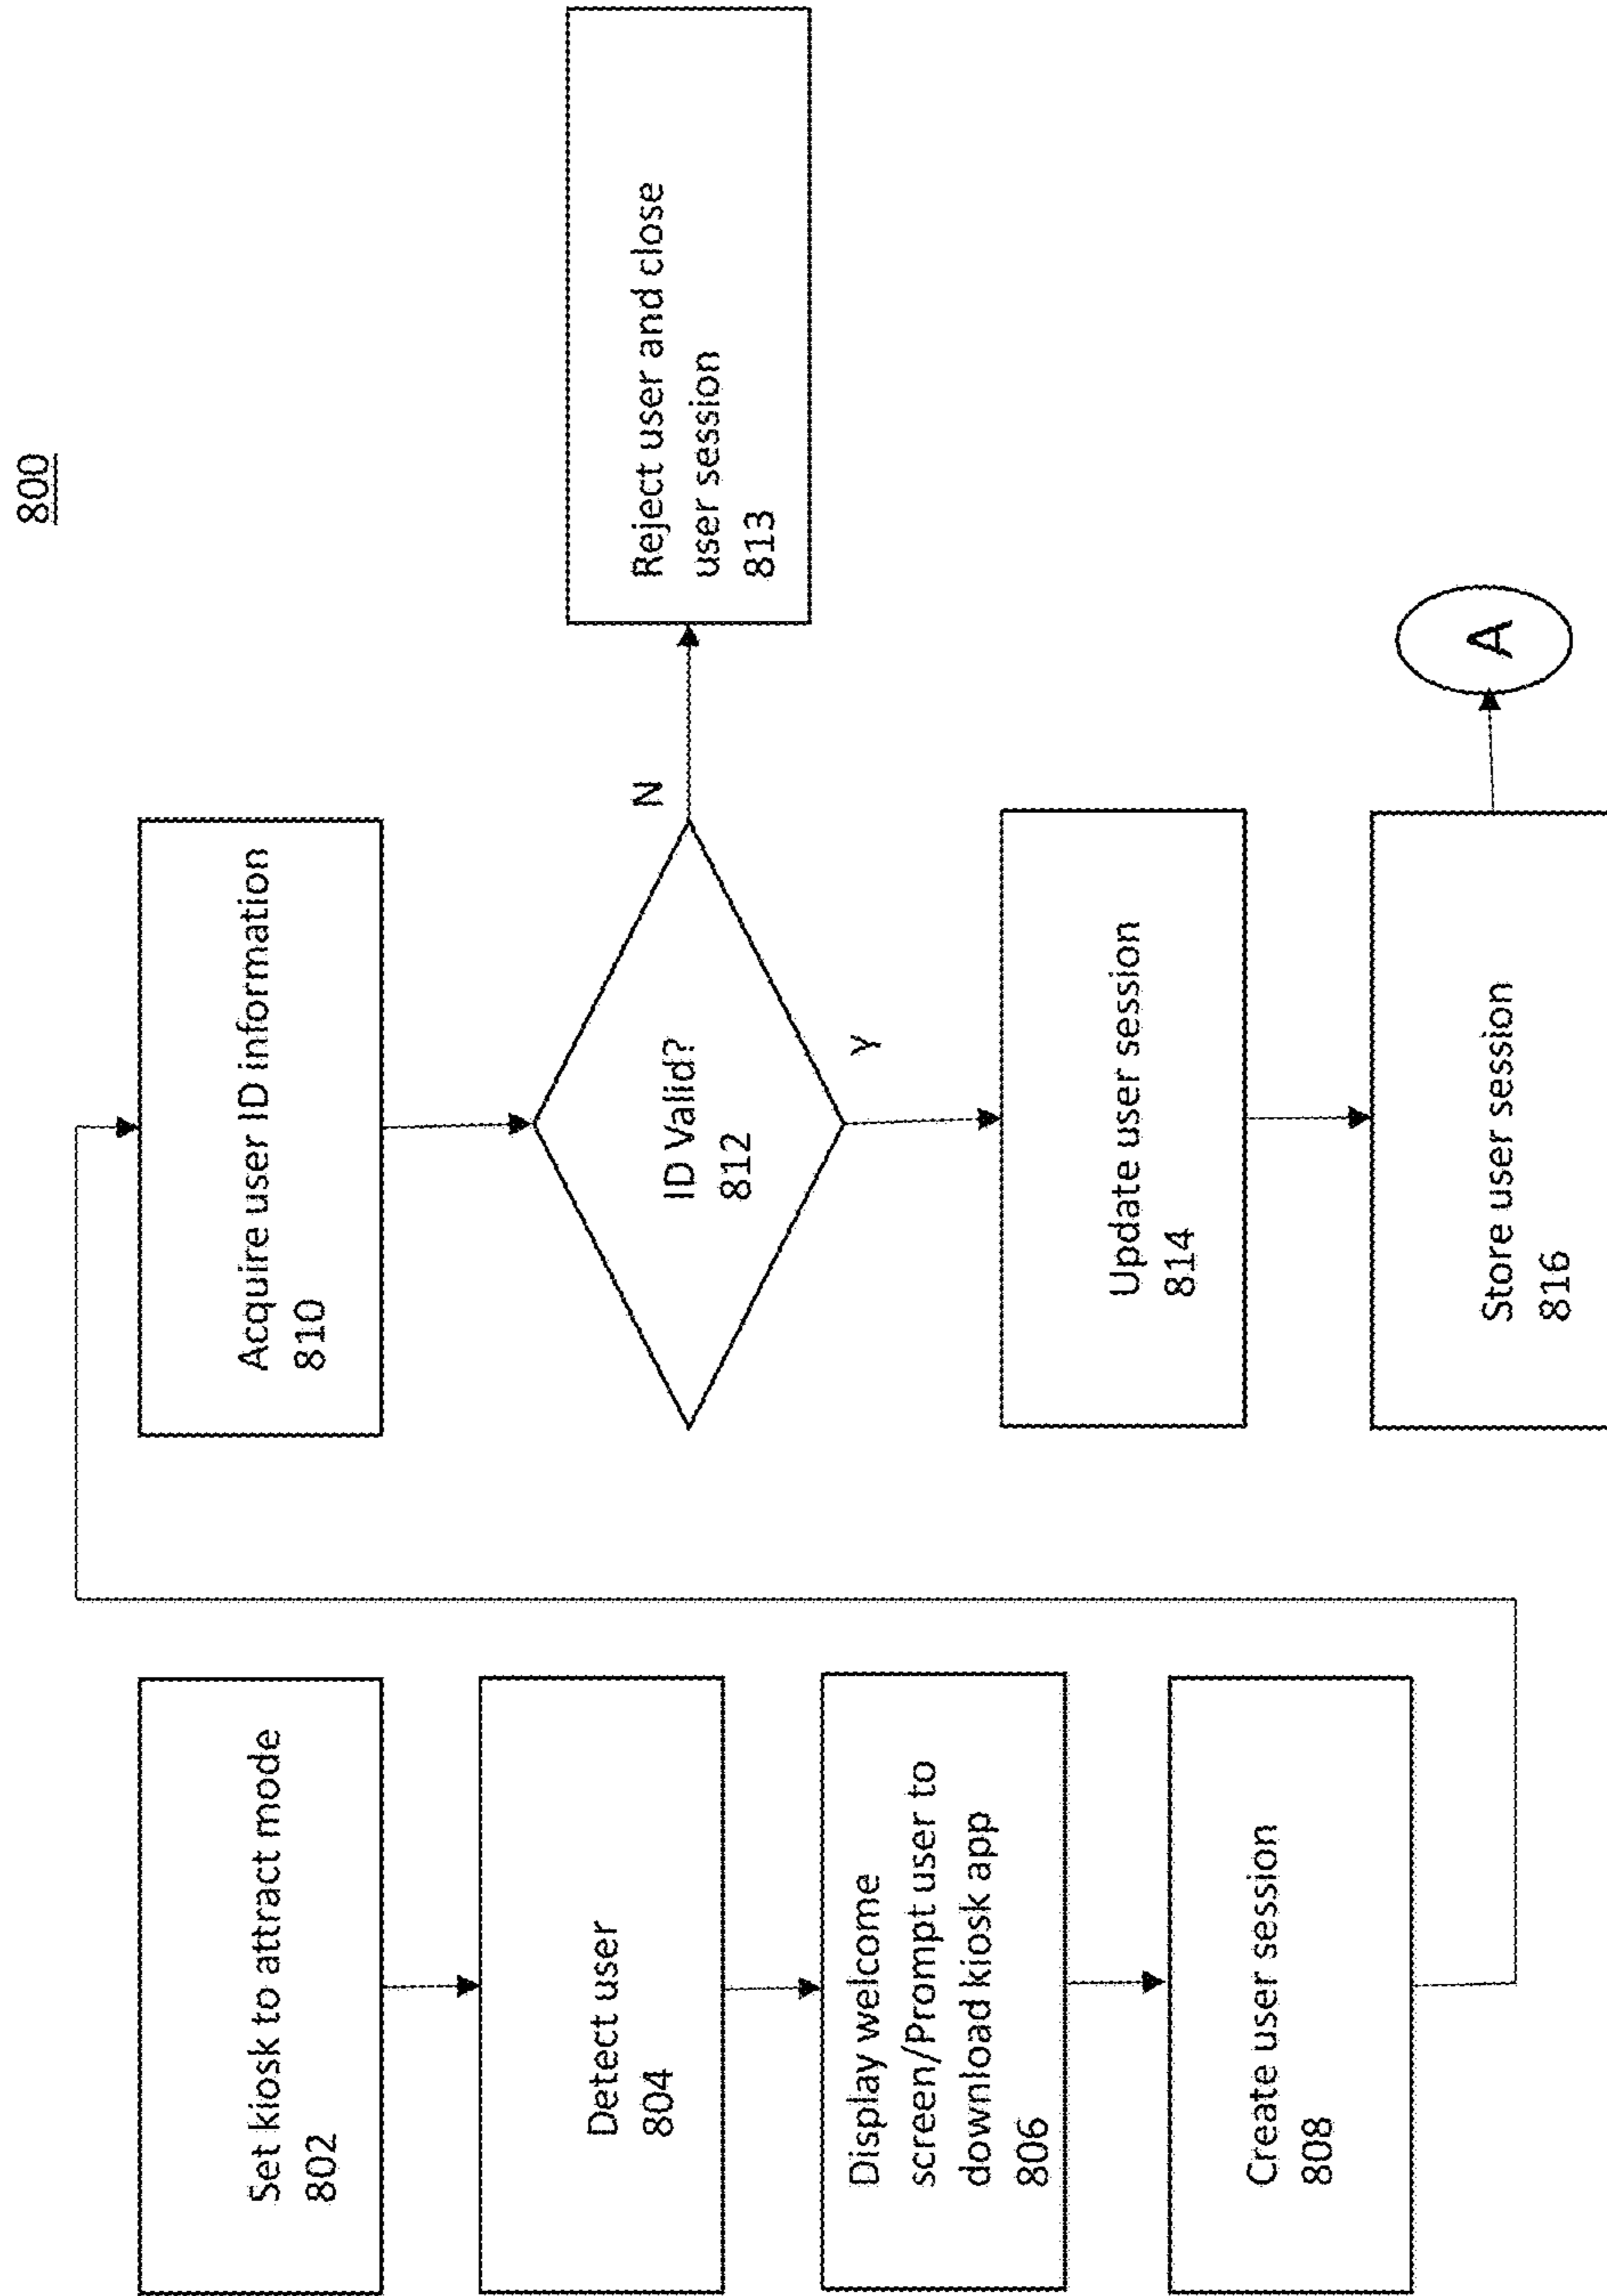 800
Set kiosk to attract mode
802
Detect user
804
Display welcome
screen/Prompt user to
download kiosk app
806
Create user session
808
Acquire user ID information
810
ID Valid?
812
N
Y
Reject user and close
user session
813
Update user session
814
Store user session
816
A